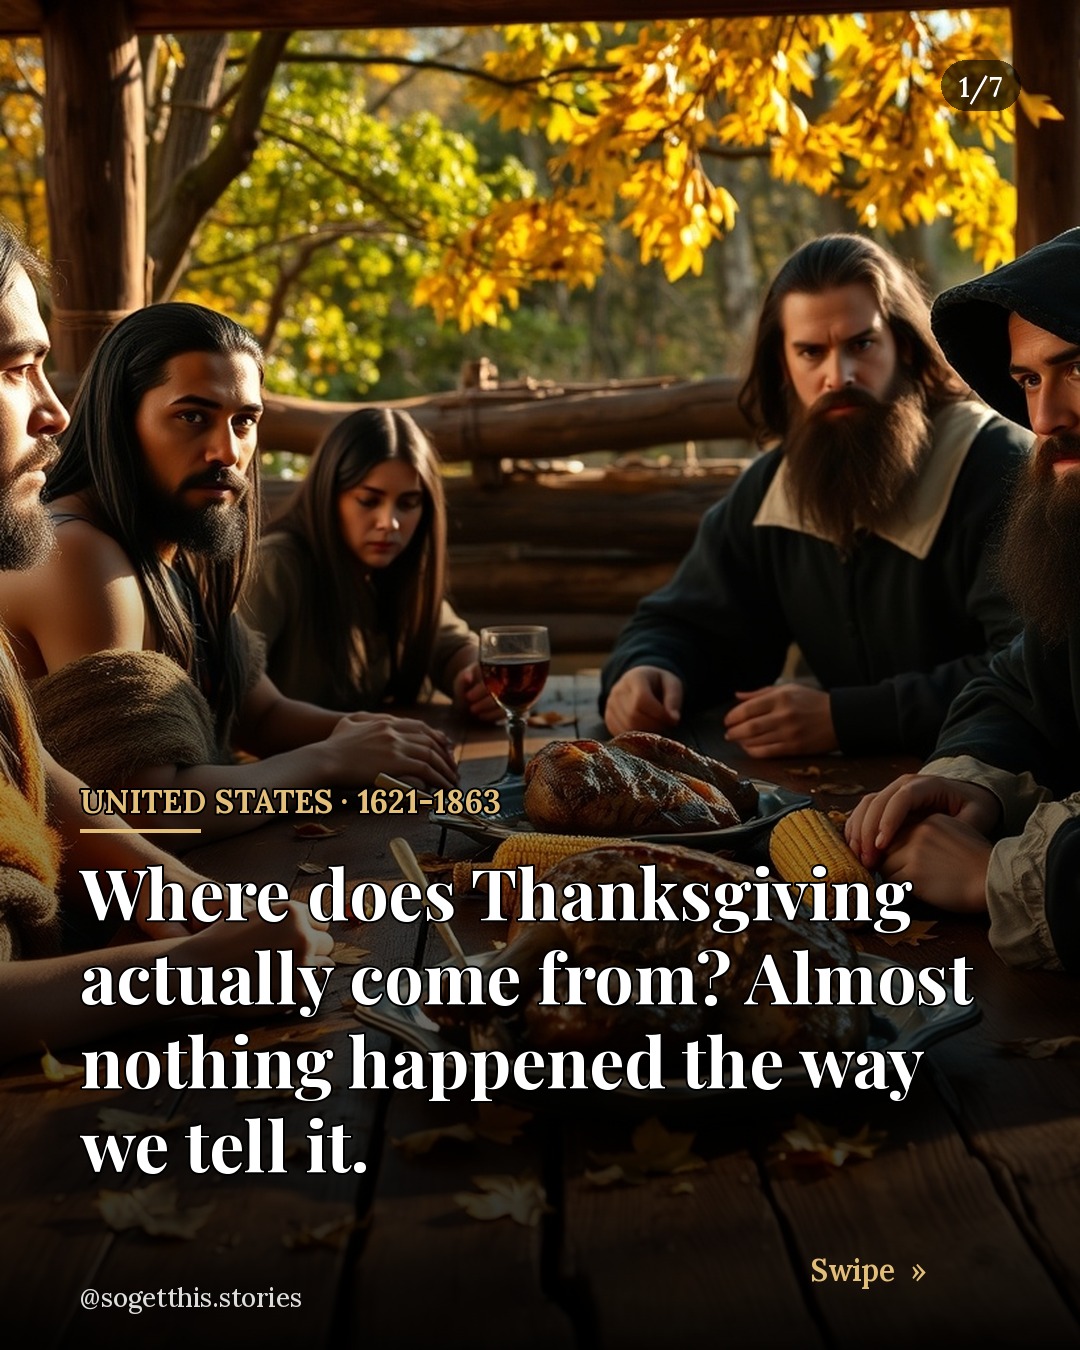 1/7
UNITED STATES · 1621–1863
Where does Thanksgiving
actually come from? Almost
nothing happened the way
we tell it.
Swipe »
@sogetthis.stories